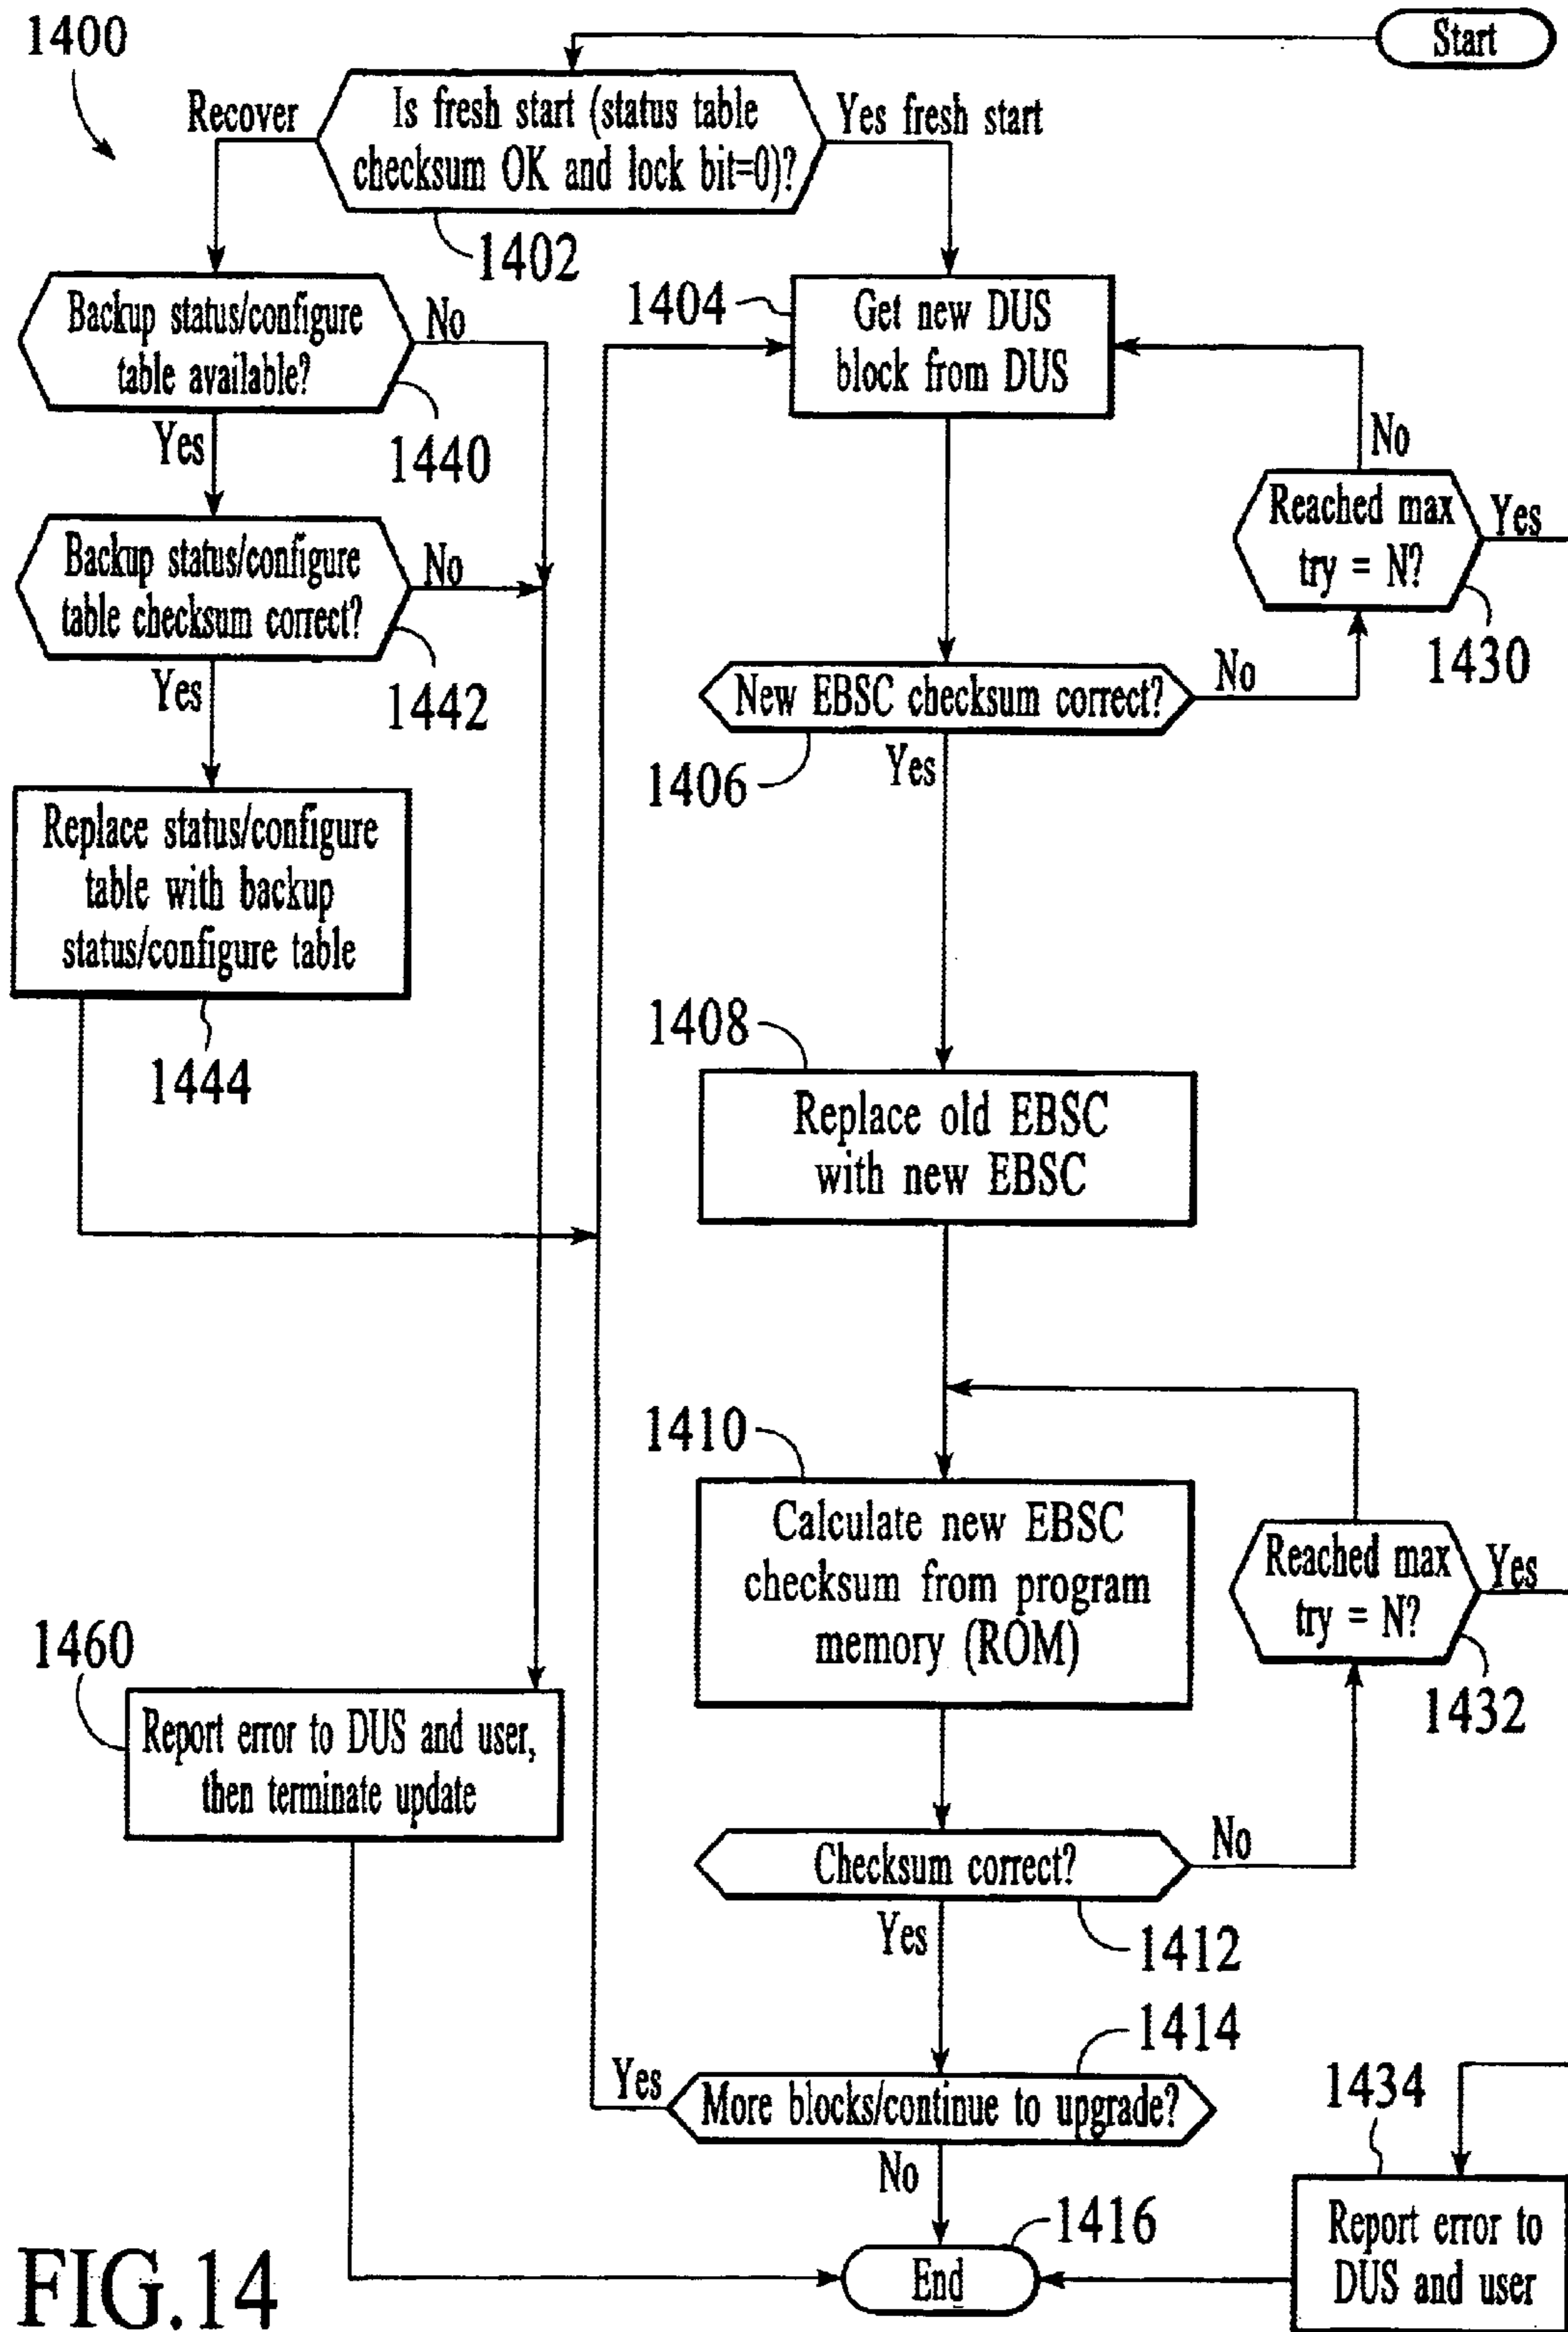 1400
Start
Recover
Is fresh start (status table
checksum OK and lock bit=0)?
Yes fresh start
1402
Backup status/configure
table available?
No
1440
Yes
1404
Get new DUS
block from DUS
No
Reached max
try = N?
Yes
1430
Backup status/configure
table checksum correct?
No
1442
Yes
New EBSC checksum correct?
No
1406
Yes
Replace status/configure
table with backup
status/configure table
1444
1408
Replace old EBSC
with new EBSC
1410
Calculate new EBSC
checksum from program
memory (ROM)
Reached max
try = N?
Yes
1432
1460
Report error to DUS and user,
then terminate update
Checksum correct?
No
Yes
1412
1414
Yes
More blocks/continue to upgrade?
No
1434
Report error to
DUS and user
1416
End
FIG.14